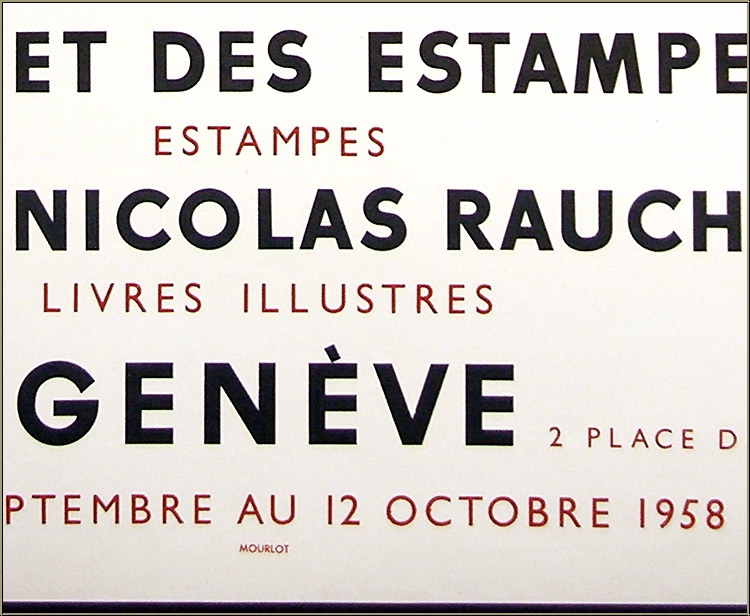 ET DES ESTAMPE
ESTAMPES
NICOLAS RAUCH
LIVRES ILLUSTRES
GENÈVE 2 PLACE D
PTEMBRE AU 12 OCTOBRE 1958
MOURLOT